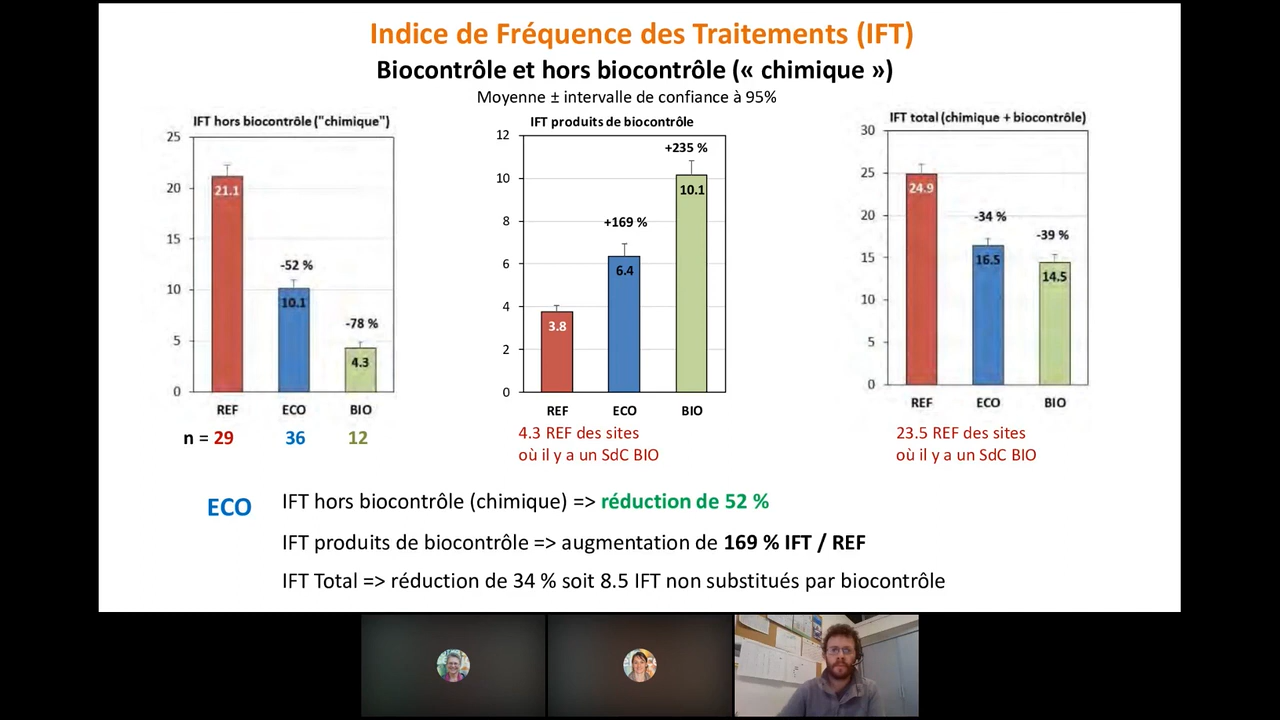 Indice de Fréquence des Traitements (IFT)
Biocontrôle et hors biocontrôle (« chimique »)
Moyenne ± intervalle de confiance à 95%
IFT hors biocontrôle ("chimique")
25
20
15
10
5
0
21.1
-52 %
10.1
-78 %
4.3
REF ECO BIO
n = 29 36 12
IFT produits de biocontrôle
12
10
8
6
4
2
0
3.8
+169 %
6.4
+235 %
10.1
REF ECO BIO
4.3 REF des sites
où il y a un SdC BIO
IFT total (chimique + biocontrôle)
30
25
20
15
10
5
0
24.9
-34 %
16.5
-39 %
14.5
REF ECO BIO
23.5 REF des sites
où il y a un SdC BIO
ECO IFT hors biocontrôle (chimique) => réduction de 52 %
IFT produits de biocontrôle => augmentation de 169 % IFT / REF
IFT Total => réduction de 34 % soit 8.5 IFT non substitués par biocontrôle